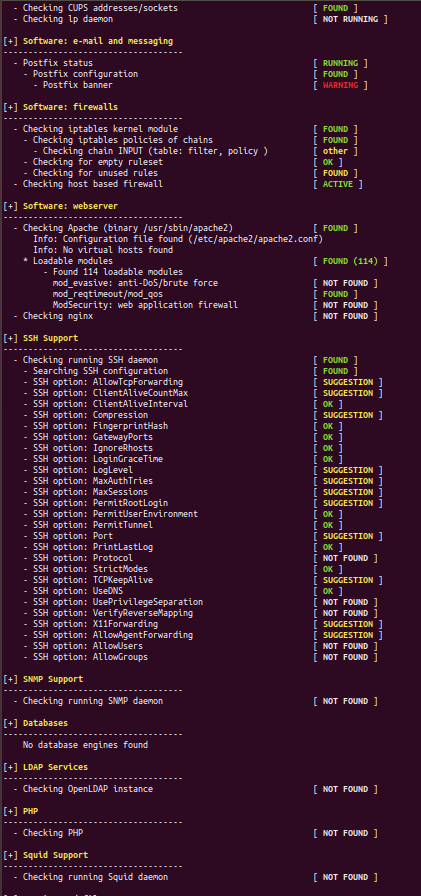 - Checking CUPS addresses/sockets [ FOUND ]
- Checking lp daemon [ NOT RUNNING ]
[+] Software: e-mail and messaging
------------------------------------
- Postfix status [ RUNNING ]
- Postfix configuration [ FOUND ]
- Postfix banner [ WARNING ]
[+] Software: firewalls
------------------------------------
- Checking iptables kernel module [ FOUND ]
- Checking iptables policies of chains [ FOUND ]
- Checking chain INPUT (table: filter, policy ) [ other ]
- Checking for empty ruleset [ OK ]
- Checking for unused rules [ FOUND ]
- Checking host based firewall [ ACTIVE ]
[+] Software: webserver
------------------------------------
- Checking Apache (binary /usr/sbin/apache2) [ FOUND ]
Info: Configuration file found (/etc/apache2/apache2.conf)
Info: No virtual hosts found
* Loadable modules [ FOUND (114) ]
- Found 114 loadable modules
mod_evasive: anti-DoS/brute force [ NOT FOUND ]
mod_reqtimeout/mod_qos [ FOUND ]
ModSecurity: web application firewall [ NOT FOUND ]
- Checking nginx [ NOT FOUND ]
[+] SSH Support
------------------------------------
- Checking running SSH daemon [ FOUND ]
- Searching SSH configuration [ FOUND ]
- SSH option: AllowTcpForwarding [ SUGGESTION ]
- SSH option: ClientAliveCountMax [ SUGGESTION ]
- SSH option: ClientAliveInterval [ OK ]
- SSH option: Compression [ SUGGESTION ]
- SSH option: FingerprintHash [ OK ]
- SSH option: GatewayPorts [ OK ]
- SSH option: IgnoreRhosts [ OK ]
- SSH option: LoginGraceTime [ OK ]
- SSH option: LogLevel [ SUGGESTION ]
- SSH option: MaxAuthTries [ SUGGESTION ]
- SSH option: MaxSessions [ SUGGESTION ]
- SSH option: PermitRootLogin [ SUGGESTION ]
- SSH option: PermitUserEnvironment [ OK ]
- SSH option: PermitTunnel [ OK ]
- SSH option: Port [ SUGGESTION ]
- SSH option: PrintLastLog [ OK ]
- SSH option: Protocol [ NOT FOUND ]
- SSH option: StrictModes [ OK ]
- SSH option: TCPKeepAlive [ SUGGESTION ]
- SSH option: UseDNS [ OK ]
- SSH option: UsePrivilegeSeparation [ NOT FOUND ]
- SSH option: VerifyReverseMapping [ NOT FOUND ]
- SSH option: X11Forwarding [ SUGGESTION ]
- SSH option: AllowAgentForwarding [ SUGGESTION ]
- SSH option: AllowUsers [ NOT FOUND ]
- SSH option: AllowGroups [ NOT FOUND ]
[+] SNMP Support
------------------------------------
- Checking running SNMP daemon [ NOT FOUND ]
[+] Databases
------------------------------------
No database engines found
[+] LDAP Services
------------------------------------
- Checking OpenLDAP instance [ NOT FOUND ]
[+] PHP
------------------------------------
- Checking PHP [ NOT FOUND ]
[+] Squid Support
------------------------------------
- Checking running Squid daemon [ NOT FOUND ]